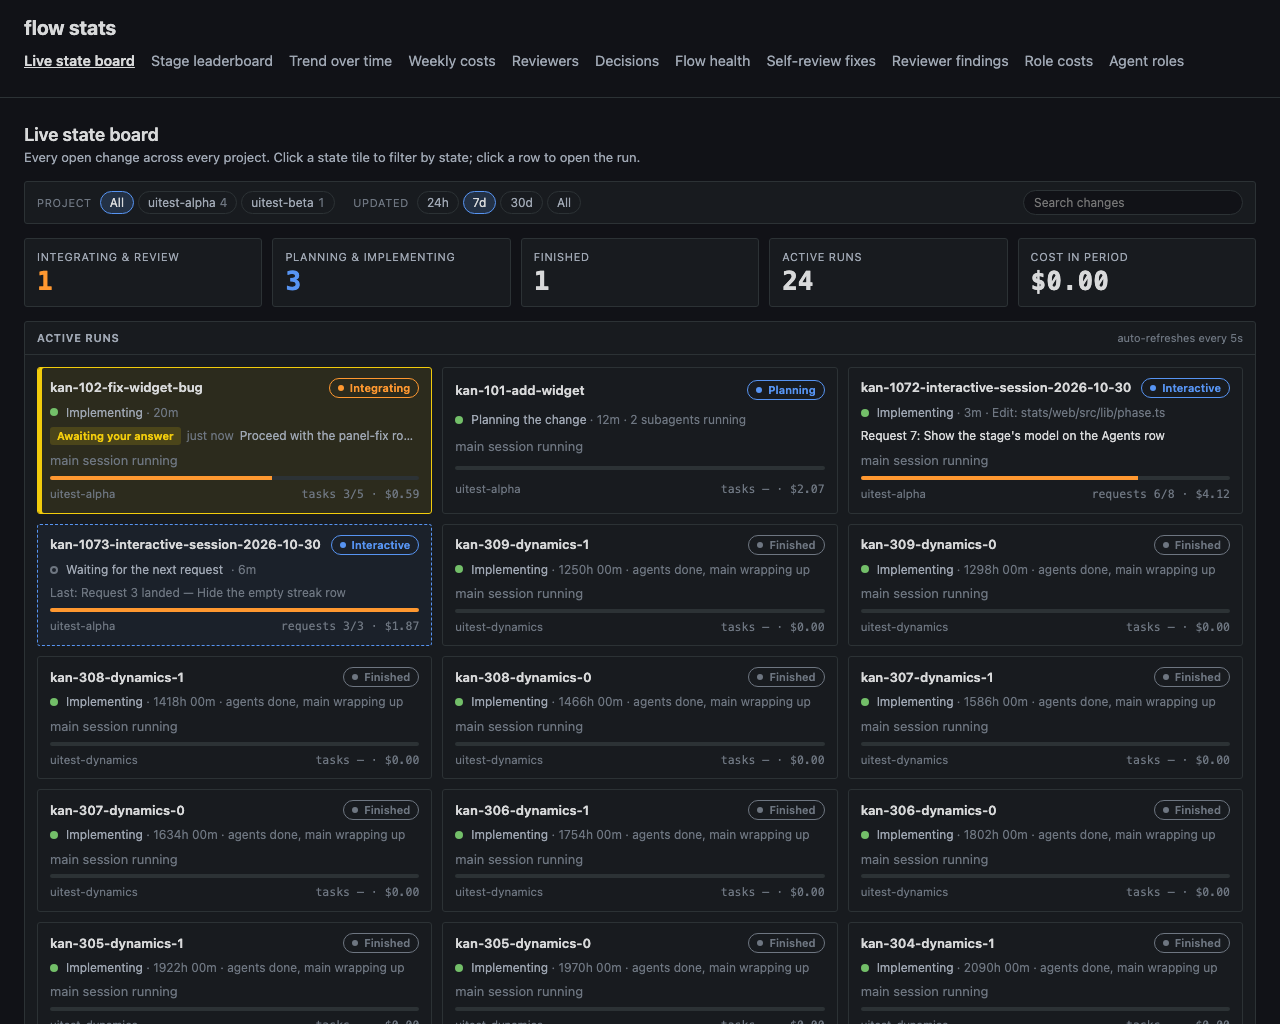 flow stats
Live state board Stage leaderboard Trend over time Weekly costs Reviewers Decisions Flow health Self-review fixes Reviewer findings Role costs Agent roles
Live state board
Every open change across every project. Click a state tile to filter by state; click a row to open the run.
PROJECT All uitest-alpha 4 uitest-beta 1 UPDATED 24h 7d 30d All Search changes
INTEGRATING & REVIEW
1
PLANNING & IMPLEMENTING
3
FINISHED
1
ACTIVE RUNS
24
COST IN PERIOD
$0.00
ACTIVE RUNS auto-refreshes every 5s
kan-102-fix-widget-bug Integrating
Implementing · 20m
Awaiting your answer just now Proceed with the panel-fix ro...
main session running
uitest-alpha tasks 3/5 · $0.59
kan-101-add-widget Planning
Planning the change · 12m · 2 subagents running
main session running
uitest-alpha tasks — · $2.07
kan-1072-interactive-session-2026-10-30 Interactive
Implementing · 3m · Edit: stats/web/src/lib/phase.ts
Request 7: Show the stage's model on the Agents row
main session running
uitest-alpha requests 6/8 · $4.12
kan-1073-interactive-session-2026-10-30 Interactive
Waiting for the next request · 6m
Last: Request 3 landed — Hide the empty streak row
uitest-alpha requests 3/3 · $1.87
kan-309-dynamics-1 Finished
Implementing · 1250h 00m · agents done, main wrapping up
main session running
uitest-dynamics tasks — · $0.00
kan-309-dynamics-0 Finished
Implementing · 1298h 00m · agents done, main wrapping up
main session running
uitest-dynamics tasks — · $0.00
kan-308-dynamics-1 Finished
Implementing · 1418h 00m · agents done, main wrapping up
main session running
uitest-dynamics tasks — · $0.00
kan-308-dynamics-0 Finished
Implementing · 1466h 00m · agents done, main wrapping up
main session running
uitest-dynamics tasks — · $0.00
kan-307-dynamics-1 Finished
Implementing · 1586h 00m · agents done, main wrapping up
main session running
uitest-dynamics tasks — · $0.00
kan-307-dynamics-0 Finished
Implementing · 1634h 00m · agents done, main wrapping up
main session running
uitest-dynamics tasks — · $0.00
kan-306-dynamics-1 Finished
Implementing · 1754h 00m · agents done, main wrapping up
main session running
uitest-dynamics tasks — · $0.00
kan-306-dynamics-0 Finished
Implementing · 1802h 00m · agents done, main wrapping up
main session running
uitest-dynamics tasks — · $0.00
kan-305-dynamics-1 Finished
Implementing · 1922h 00m · agents done, main wrapping up
main session running
kan-305-dynamics-0 Finished
Implementing · 1970h 00m · agents done, main wrapping up
main session running
kan-304-dynamics-1 Finished
Implementing · 2090h 00m · agents done, main wrapping up
main session running